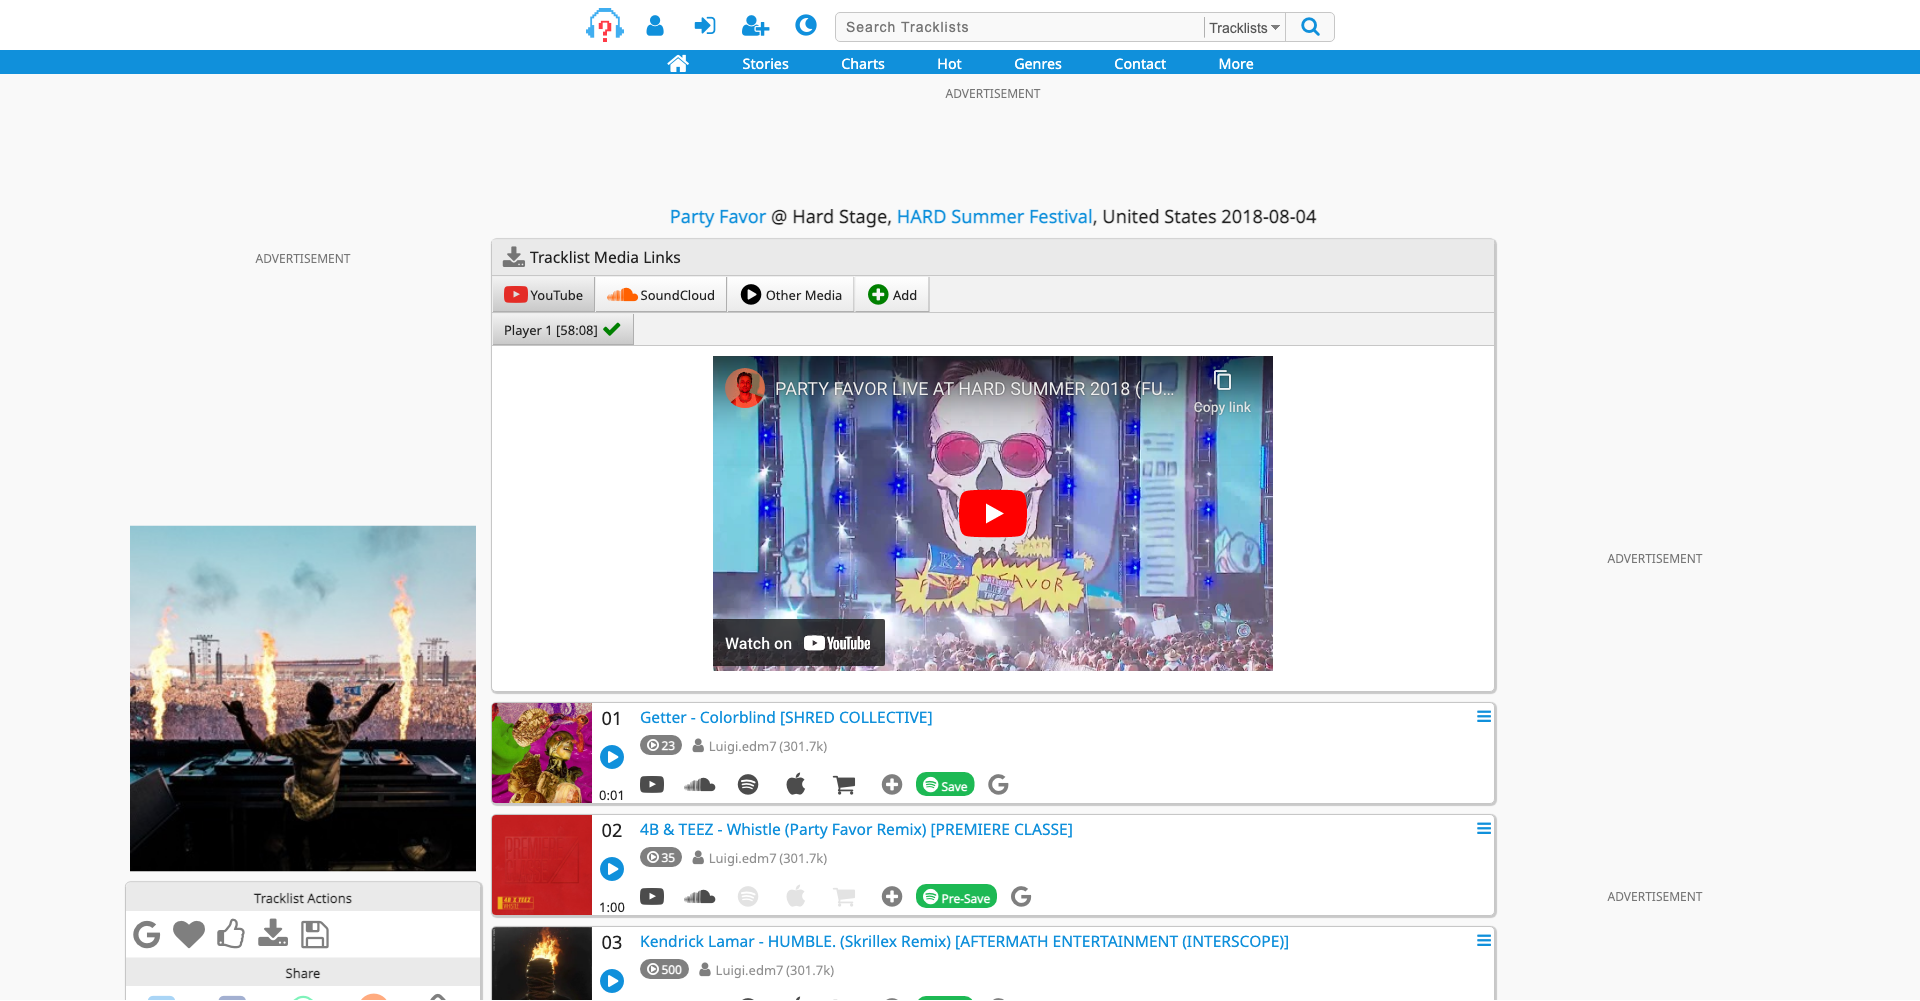 Search Tracklists
Tracklists
Stories
Charts
Hot
Genres
Contact
More
ADVERTISEMENT
Party Favor @ Hard Stage, HARD Summer Festival, United States 2018-08-04
ADVERTISEMENT
Tracklist Media Links
YouTube
SoundCloud
Other Media
Add
Player 1 [58:08]
PARTY FAVOR LIVE AT HARD SUMMER 2018 (FU...
Copy link
PARTY
FAVOR
Watch on YouTube
ADVERTISEMENT
01
Getter - Colorblind [SHRED COLLECTIVE]
23
Luigi.edm7 (301.7k)
0:01
Save
02
4B & TEEZ - Whistle (Party Favor Remix) [PREMIERE CLASSE]
35
Luigi.edm7 (301.7k)
1:00
Pre-Save
ADVERTISEMENT
03
Kendrick Lamar - HUMBLE. (Skrillex Remix) [AFTERMATH ENTERTAINMENT (INTERSCOPE)]
500
Luigi.edm7 (301.7k)
Tracklist Actions
Share